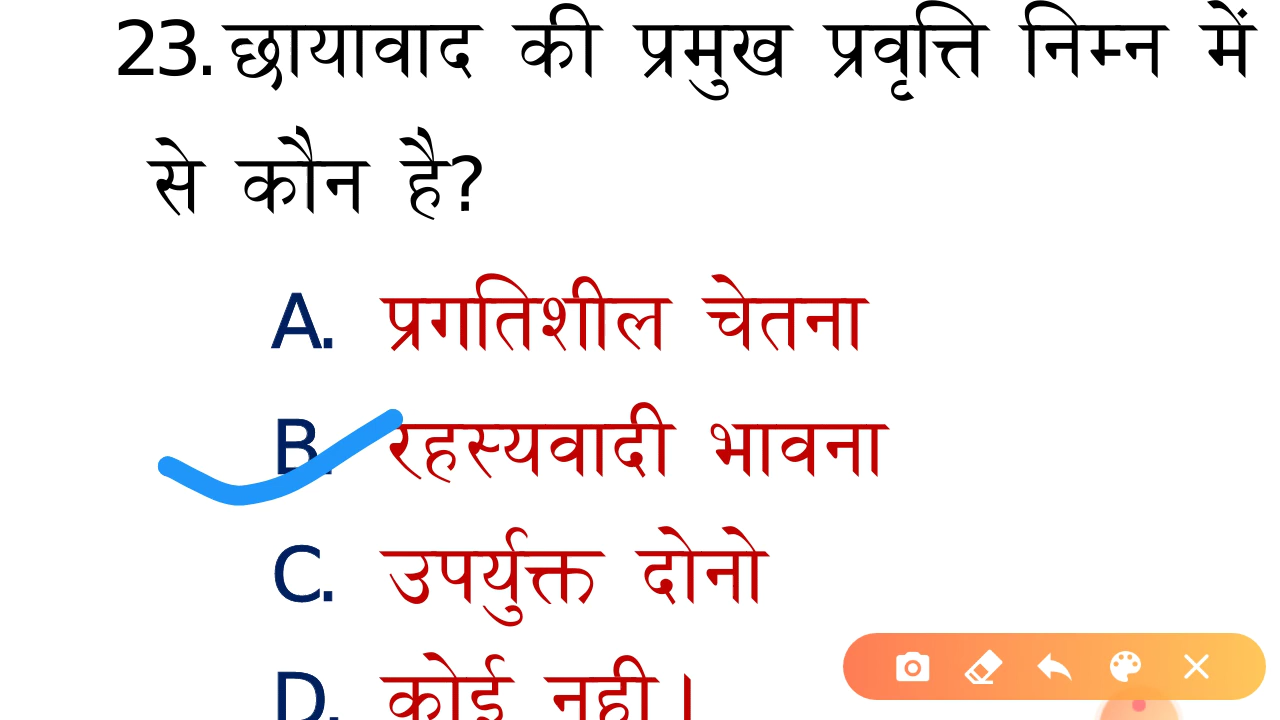 23. छायावाद की प्रमुख प्रवृत्ति निम्न में
से कौन है?
A. प्रगतिशील चेतना
B. रहस्यवादी भावना
C. उपर्युक्त दोनो
D. कोई नही।